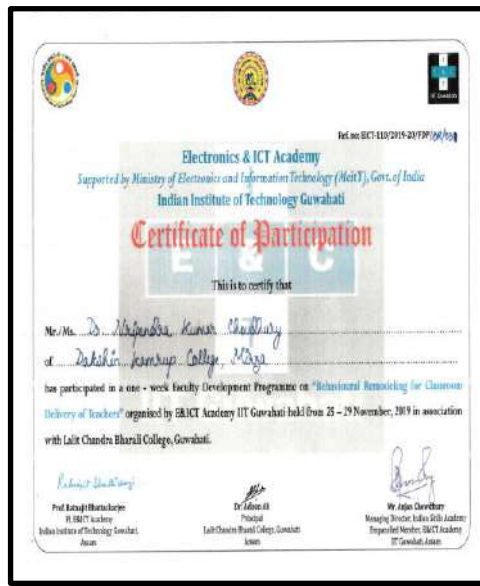 Ref. no: EICT-110/2019-20/FDP/
Electronics & ICT Academy
Supported by Ministry of Electronics and Information Technology (MeitY), Govt. of India
Indian Institute of Technology Guwahati
Certificate of Participation
E & C
This is to certify that
Mr./Ms. Dr. Nripendra Kumar Choudhury
of Dakshin Kamrup College, Mirza
has participated in a one - week Faculty Development Programme on "Behavioural Remodeling for Classroom
Delivery of Teachers" organised by E&ICT Academy IIT Guwahati held from 25 – 29 November, 2019 in association
with Lalit Chandra Bharali College, Guwahati.
Prof. Ratnajit Bhattacharjee
PI, E&ICT Academy
Indian Institute of Technology Guwahati,
Assam
Principal
Lalit Chandra Bharali College, Guwahati
Assam
Mr. Anjan Chowdhury
Managing Director, Indian Skills Academy
Empanelled Member, E&ICT Academy
IIT Guwahati, Assam